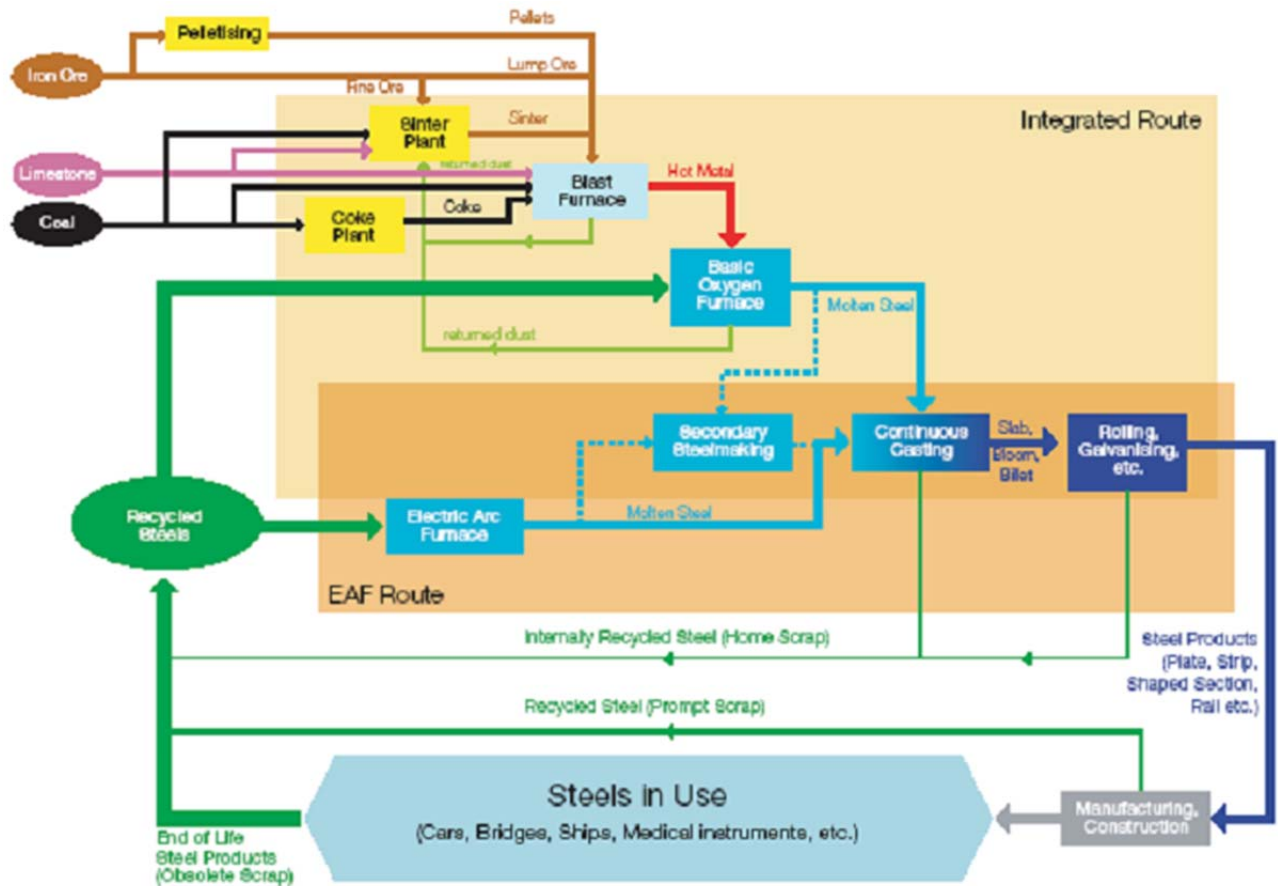 Pellets
Pelletising
Iron Ore
Lump Ore
Fine Ore
Integrated Route
Sinter
Plant
Sinter
Limestone
returned dust
Blast
Furnace
Hot Metal
Coal
Coke
Coke
Plant
Basic
Oxygen
Furnace
Molten Steel
returned dust
Secondary
Steelmaking
Continuous
Casting
Slab,
Bloom,
Billet
Rolling,
Galvanising,
etc.
Recycled
Steels
Electric Arc
Furnace
Molten Steel
EAF Route
Internally Recycled Steel (Home Scrap)
Steel Products
(Plate, Strip,
Shaped Section,
Rail etc.)
Recycled Steel (Prompt Scrap)
Steels in Use
(Cars, Bridges, Ships, Medical instruments, etc.)
Manufacturing,
Construction
End of Life
Steel Products
(Obsolete Scrap)